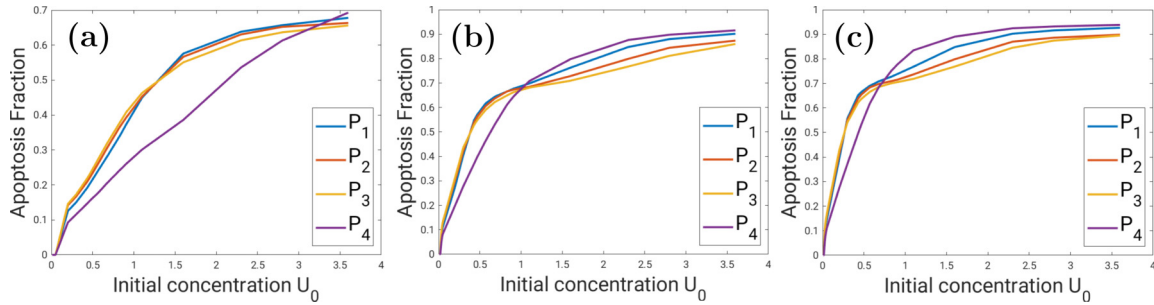 (a)
0.7
0.6
0.5
0.4
0.3
0.2
0.1
0
0 0.5 1 1.5 2 2.5 3 3.5 4
Apoptosis Fraction
Initial concentration U0
P1
P2
P3
P4
(b)
1
0.9
0.8
0.7
0.6
0.5
0.4
0.3
0.2
0.1
0
0 0.5 1 1.5 2 2.5 3 3.5 4
Apoptosis Fraction
Initial concentration U0
P1
P2
P3
P4
(c)
1
0.9
0.8
0.7
0.6
0.5
0.4
0.3
0.2
0.1
0
0 0.5 1 1.5 2 2.5 3 3.5 4
Apoptosis Fraction
Initial concentration U0
P1
P2
P3
P4